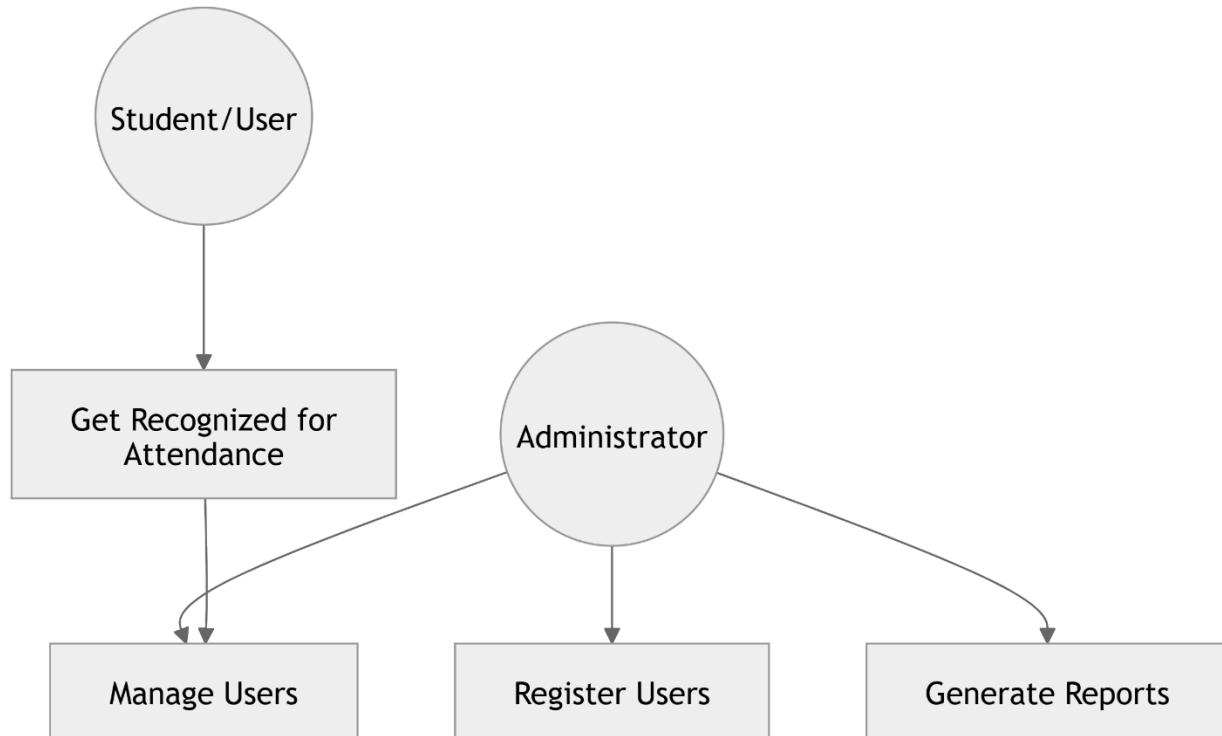 Student/User
Get Recognized for
Attendance
Administrator
Manage Users
Register Users
Generate Reports